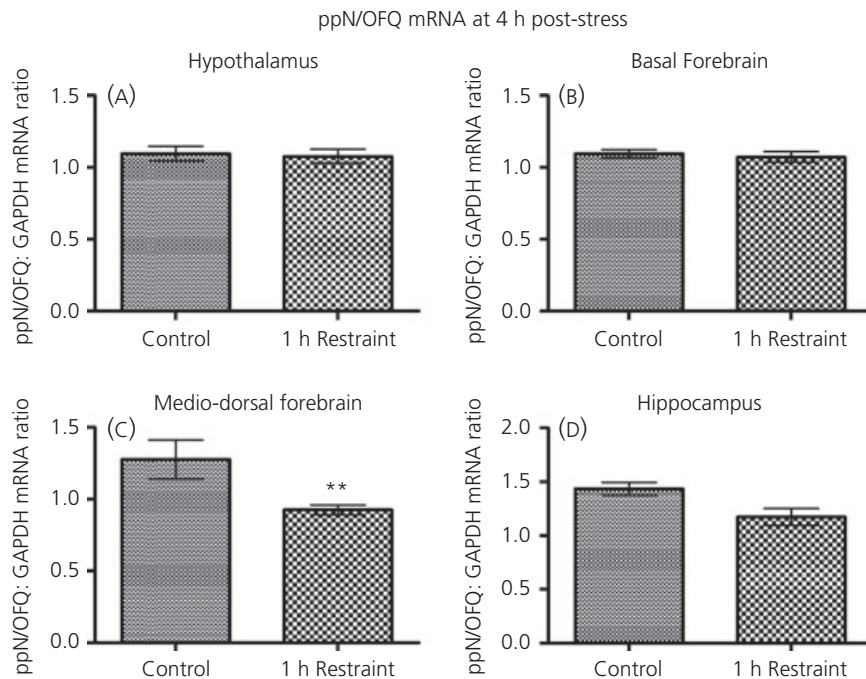 ppN/OFQ mRNA at 4 h post-stress
Hypothalamus
(A)
ppN/OFQ: GAPDH mRNA ratio
1.5
1.0
0.5
0.0
Control 1 h Restraint
Basal Forebrain
(B)
ppN/OFQ: GAPDH mRNA ratio
1.5
1.0
0.5
0.0
Control 1 h Restraint
Medio-dorsal forebrain
(C)
ppN/OFQ: GAPDH mRNA ratio
1.5
1.0
0.5
0.0
**
Control 1 h Restraint
Hippocampus
(D)
ppN/OFQ: GAPDH mRNA ratio
2.0
1.5
1.0
0.5
0.0
Control 1 h Restraint